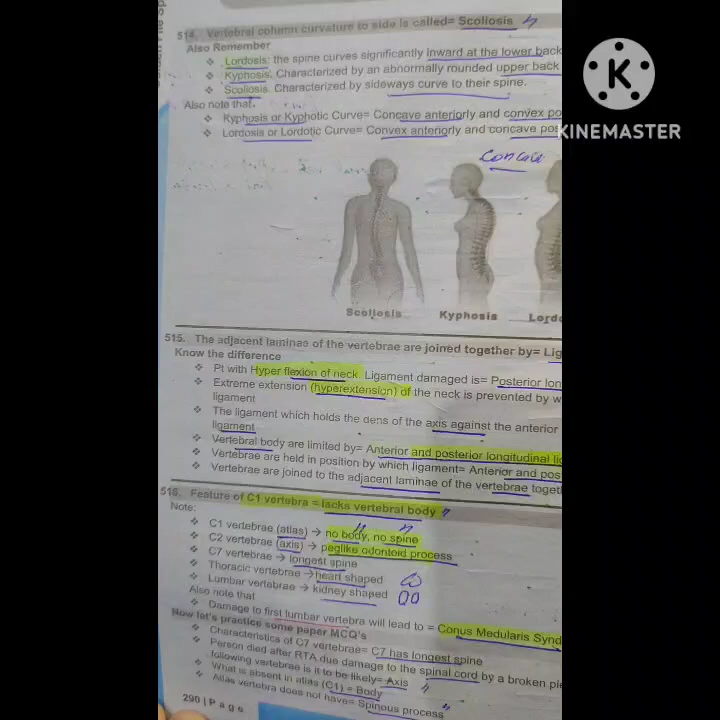 514. Vertebral column curvature to side is called= Scoliosis
Also Remember
Lordosis: the spine curves significantly inward at the lower back
Kyphosis. Characterized by an abnormally rounded upper back
Scoliosis. Characterized by sideways curve to their spine.
Also note that.
Kyphusis or Kyphotic Curve= Concave anteriorly and convex po
Lordosis or Lordotic Curve= Convex anteriorly and concave pos
KINEMASTER
Concave
Scoliosis Kyphosis Lordo
515. The adjacent laminae of the vertebrae are joined together by= Lig
Know the difference
Pt with Hyper flexion of neck. Ligament damaged is= Posterior lon
Extreme extension (hyperextension) of the neck is prevented by w
ligament
The ligament which holds the dens of the axis against the anterior
ligament
Vertebral body are limited by= Anterior and posterior longitudinal li
Vertebrae are held in position by which ligament= Anterior and pos
Vertebrae are joined to the adjacent laminae of the vertebrae toget
516. Feature of C1 vertebra = lacks vertebral body
Note:
C1 vertebrae (atlas) → no body, no spine
C2 vertebrae (axis) → peglike odontoid process
C7 vertebrae → longest spine
Thoracic vertebrae → heart shaped
Lumbar vertebrae → kidney shaped
Also note that
Damage to first lumbar vertebra will lead to = Conus Medularis Synd
Now let's practice some paper MCQ's
Characteristics of C7 vertebrae= C7 has longest spine
Person died after RTA due damage to the spinal cord by a broken pie
following vertebrae is it to be likely= Axis
What is absent in atlas (C1) = Body
Atlas vertebra does not have= Spinous process
290 | P a g e